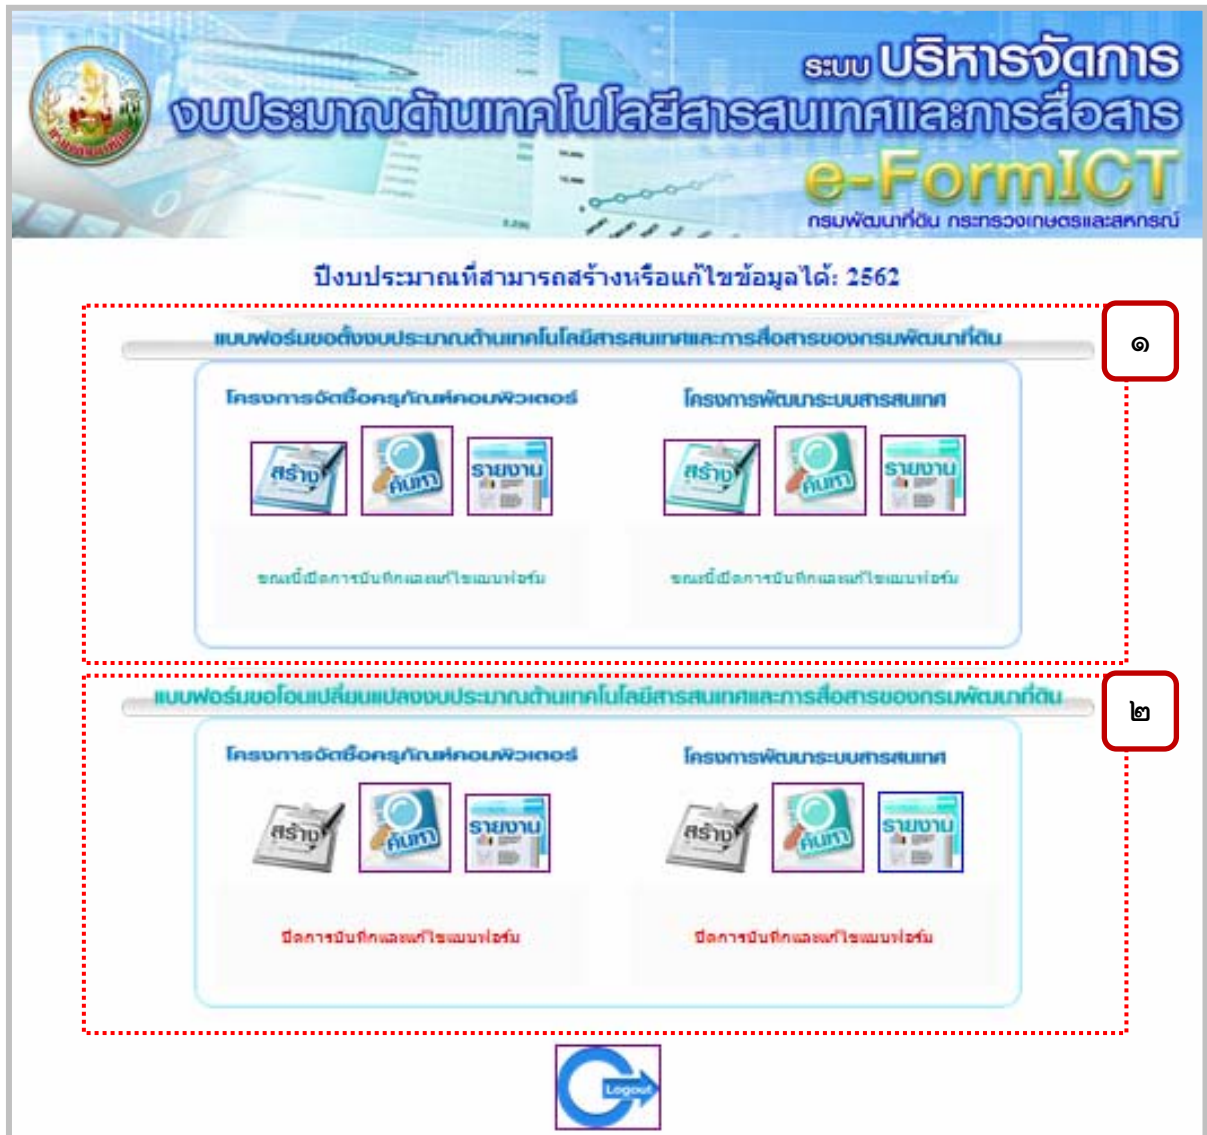 ระบบ บริหารจัดการ
งบประมาณด้านเทคโนโลยีสารสนเทศและการสื่อสาร
e-FormICT
กรมพัฒนาที่ดิน กระทรวงเกษตรและสหกรณ์
ปีงบประมาณที่สามารถสร้างหรือแก้ไขข้อมูลได้: 2562
แบบฟอร์มขอตั้งงบประมาณด้านเทคโนโลยีสารสนเทศและการสื่อสารของกรมพัฒนาที่ดิน
๑
โครงการจัดซื้อครุภัณฑ์คอมพิวเตอร์
โครงการพัฒนาระบบสารสนเทศ
สร้าง
ค้นหา
รายงาน
สร้าง
ค้นหา
รายงาน
ขณะนี้เปิดการบันทึกและแก้ไขแบบฟอร์ม
ขณะนี้เปิดการบันทึกและแก้ไขแบบฟอร์ม
แบบฟอร์มขอโอนเปลี่ยนแปลงงบประมาณด้านเทคโนโลยีสารสนเทศและการสื่อสารของกรมพัฒนาที่ดิน
๒
โครงการจัดซื้อครุภัณฑ์คอมพิวเตอร์
โครงการพัฒนาระบบสารสนเทศ
สร้าง
ค้นหา
รายงาน
สร้าง
ค้นหา
รายงาน
ปิดการบันทึกและแก้ไขแบบฟอร์ม
ปิดการบันทึกและแก้ไขแบบฟอร์ม
Logout